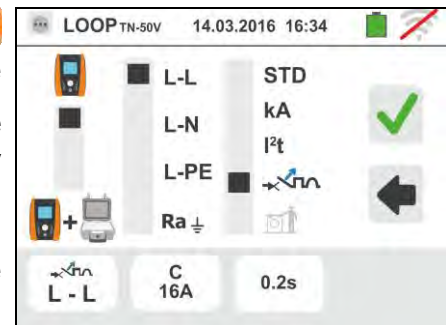 LOOP TN-50V 14.03.2016 16:34
L-L STD
L-N kA
I²t
L-PE
+ Ra
L - L C 16A 0.2s